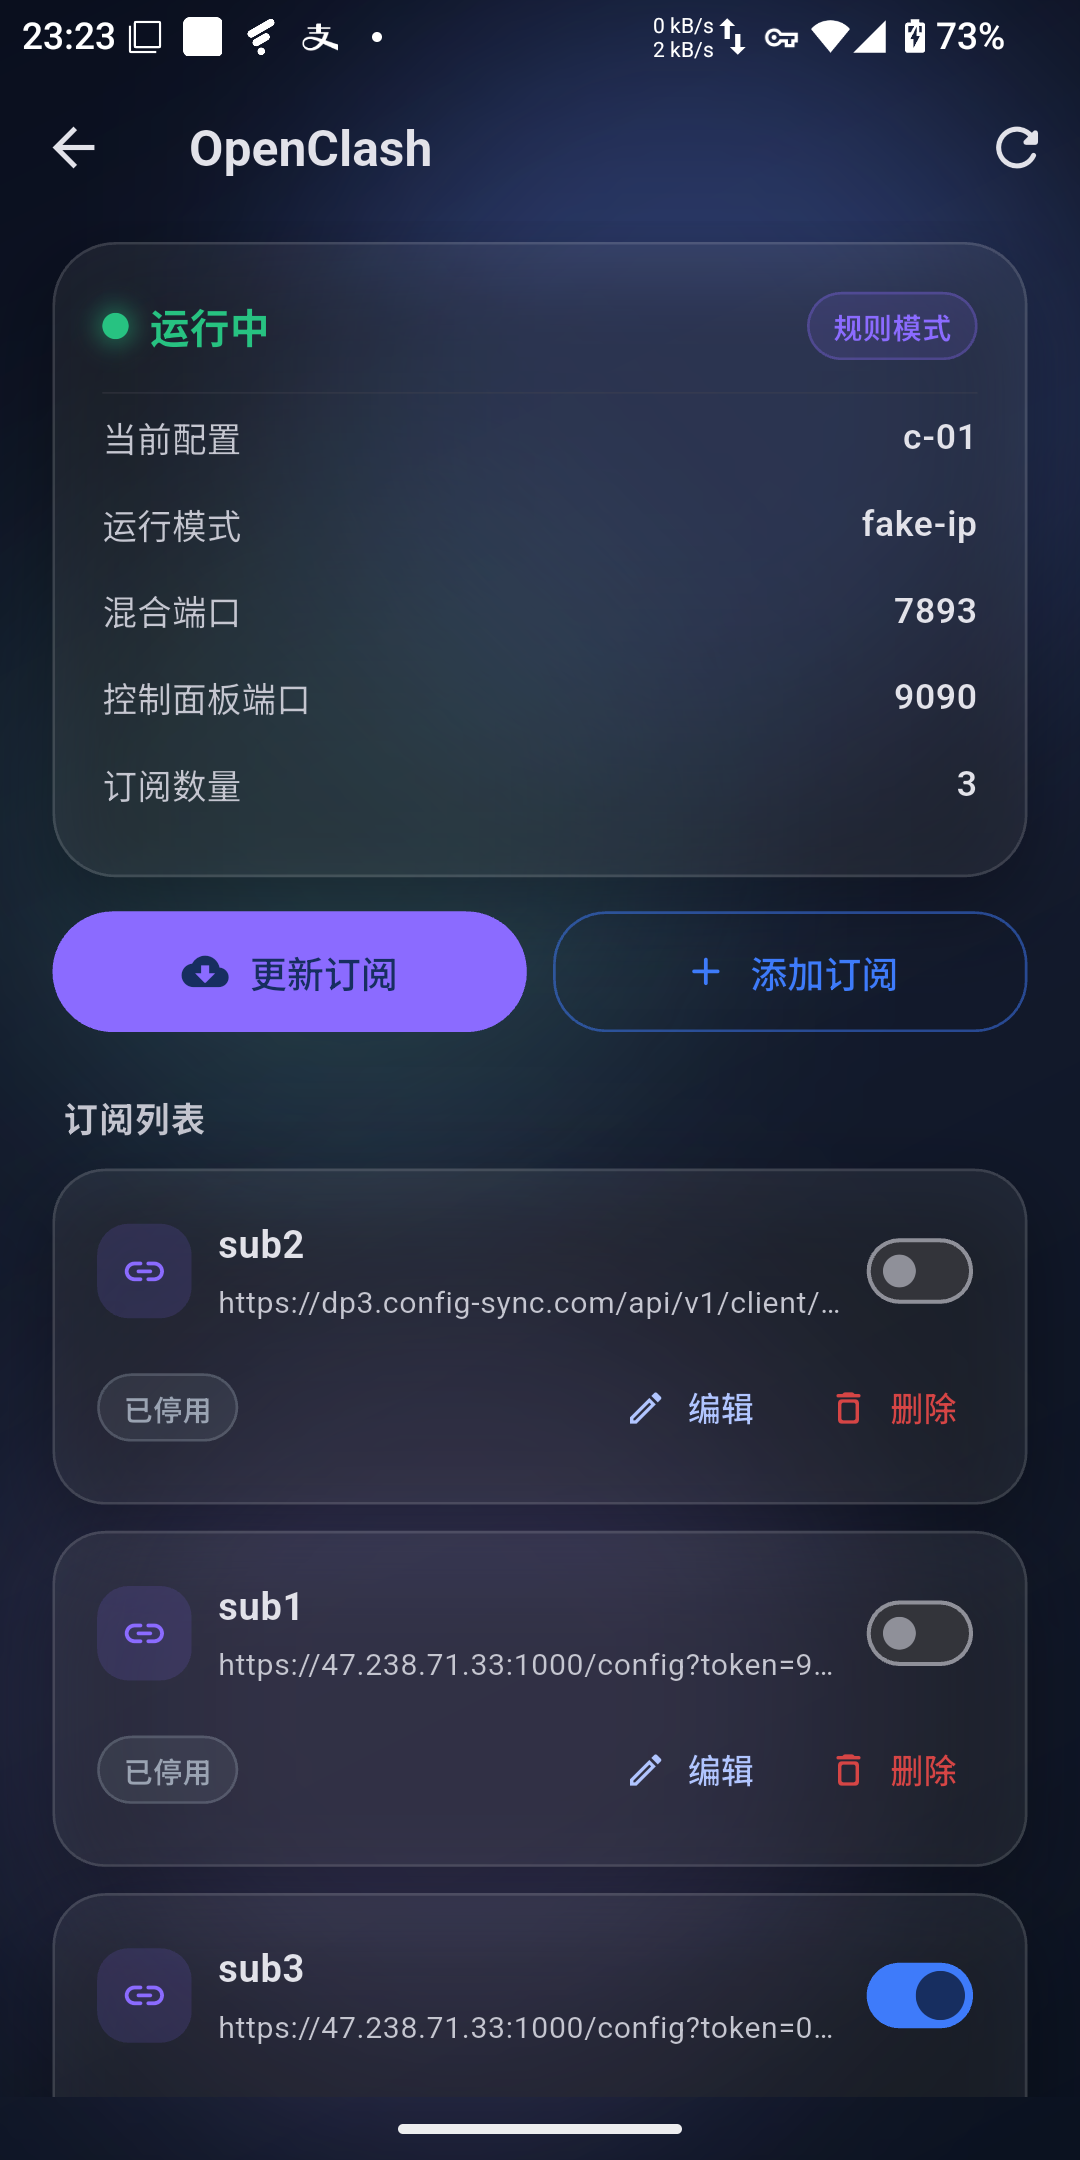 23:23
0 kB/s
2 kB/s
73%
OpenClash
运行中
规则模式
当前配置
c-01
运行模式
fake-ip
混合端口
7893
控制面板端口
9090
订阅数量
3
更新订阅
添加订阅
订阅列表
sub2
https://dp3.config-sync.com/api/v1/client/...
已停用
编辑
删除
sub1
https://47.238.71.33:1000/config?token=9...
已停用
编辑
删除
sub3
https://47.238.71.33:1000/config?token=0...